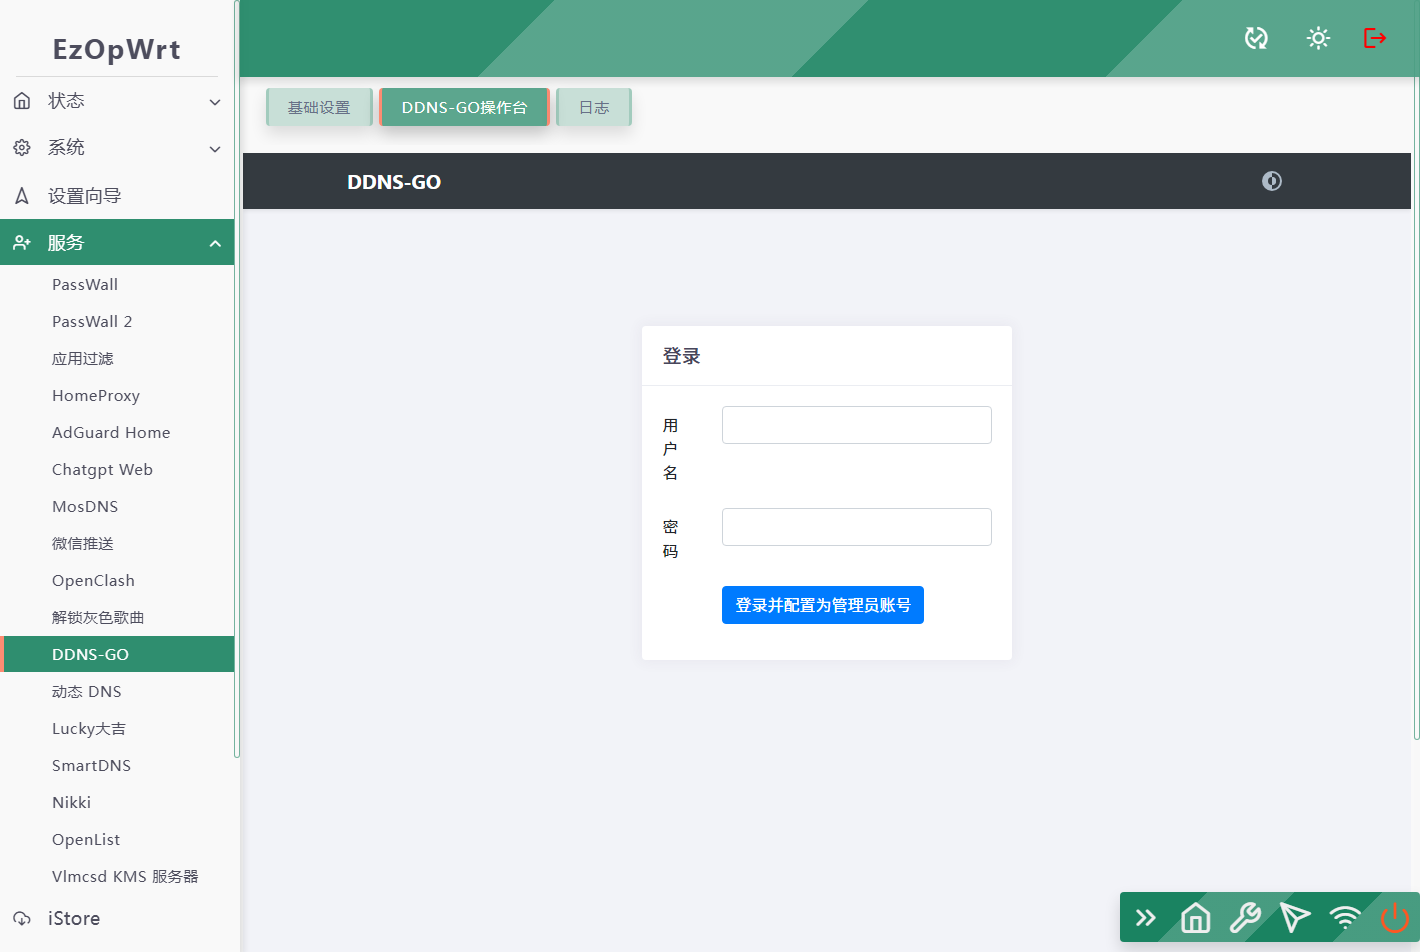 EzOpWrt
状态
系统
设置向导
服务
PassWall
PassWall 2
应用过滤
HomeProxy
AdGuard Home
Chatgpt Web
MosDNS
微信推送
OpenClash
解锁灰色歌曲
DDNS-GO
动态 DNS
Lucky大吉
SmartDNS
Nikki
OpenList
Vlmcsd KMS 服务器
iStore
基础设置
DDNS-GO操作台
日志
DDNS-GO
登录
用
户
名
密
码
登录并配置为管理员账号